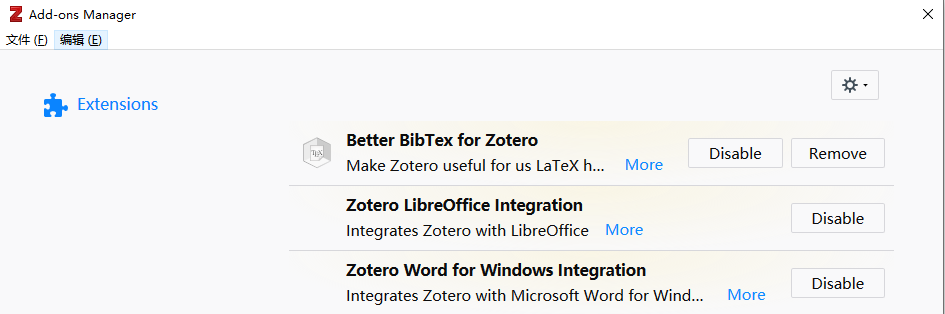 Add-ons Manager
文件 (F)
编辑 (E)
Extensions
Better BibTex for Zotero
Make Zotero useful for us LaTeX h... More
Disable
Remove
Zotero LibreOffice Integration
Integrates Zotero with LibreOffice More
Disable
Zotero Word for Windows Integration
Integrates Zotero with Microsoft Word for Wind... More
Disable